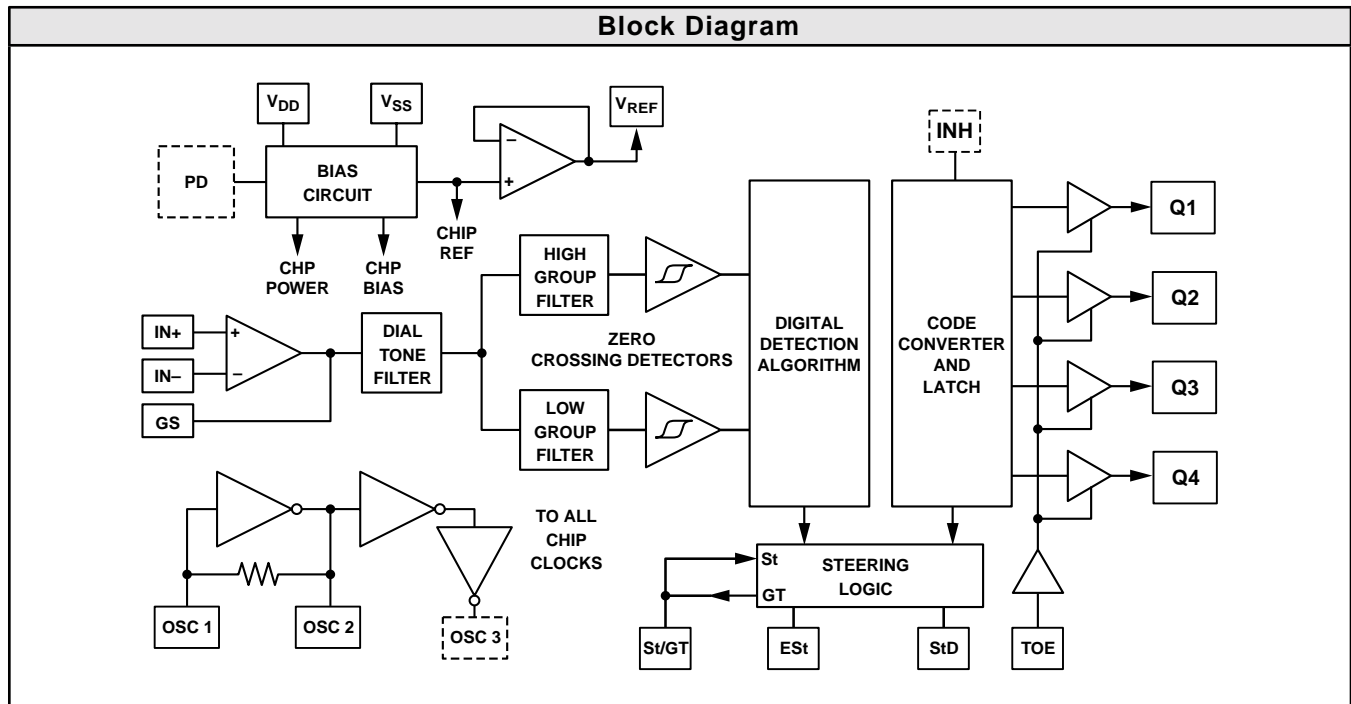 Block Diagram
VDD
VSS
VREF
INH
PD
BIAS
CIRCUIT
−
+
CHIP
REF
CHP
POWER
CHP
BIAS
Q1
Q2
Q3
Q4
HIGH
GROUP
FILTER
IN+
IN–
GS
+
−
DIAL
TONE
FILTER
ZERO
CROSSING DETECTORS
LOW
GROUP
FILTER
DIGITAL
DETECTION
ALGORITHM
CODE
CONVERTER
AND
LATCH
TO ALL
CHIP
CLOCKS
St
GT
STEERING
LOGIC
OSC 1
OSC 2
OSC 3
St/GT
ESt
StD
TOE